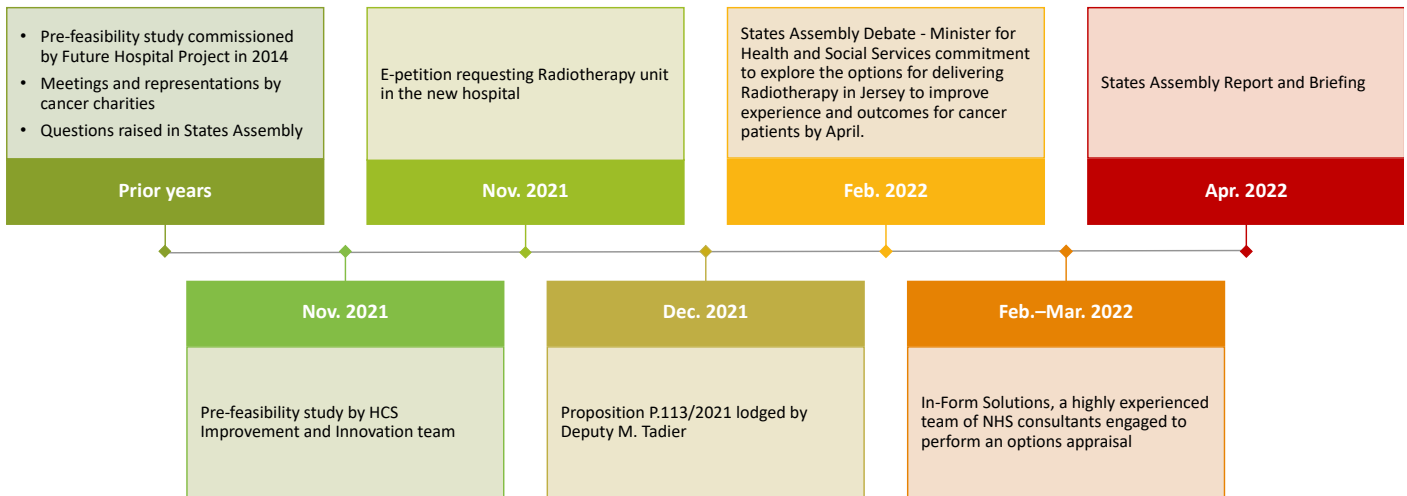 • Pre-feasibility study commissioned
by Future Hospital Project in 2014
• Meetings and representations by
cancer charities
• Questions raised in States Assembly
Prior years
Nov. 2021
Pre-feasibility study by HCS
Improvement and Innovation team
E-petition requesting Radiotherapy unit
in the new hospital
Nov. 2021
Dec. 2021
Proposition P.113/2021 lodged by
Deputy M. Tadier
States Assembly Debate - Minister for
Health and Social Services commitment
to explore the options for delivering
Radiotherapy in Jersey to improve
experience and outcomes for cancer
patients by April.
Feb. 2022
Feb.–Mar. 2022
In-Form Solutions, a highly experienced
team of NHS consultants engaged to
perform an options appraisal
States Assembly Report and Briefing
Apr. 2022